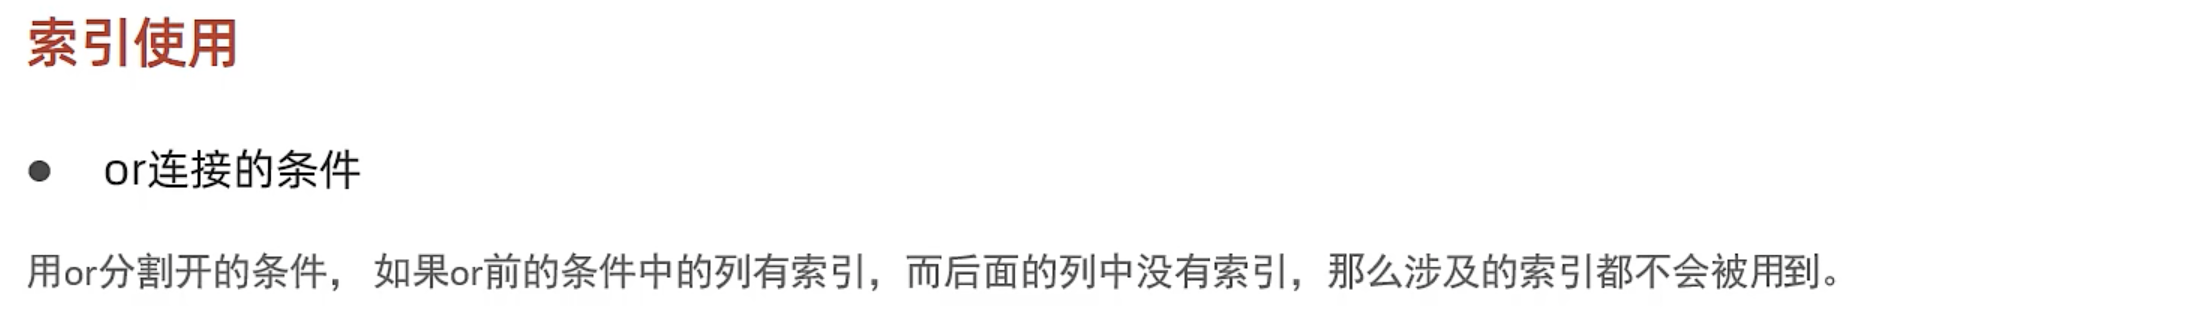 索引使用
● or连接的条件
用or分割开的条件， 如果or前的条件中的列有索引，而后面的列中没有索引，那么涉及的索引都不会被用到。